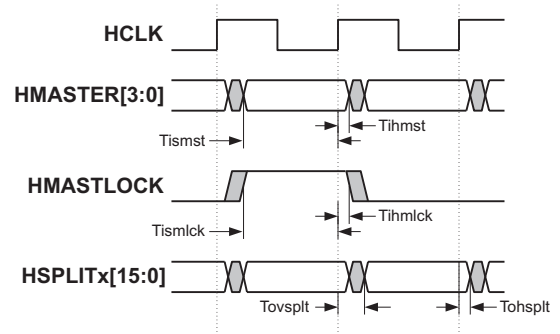 HCLK
HMASTER[3:0]
Tihmst
Tismst
HMASTLOCK
Tihmlck
Tismlck
HSPLITx[15:0]
Tovsplt
Tohsplt